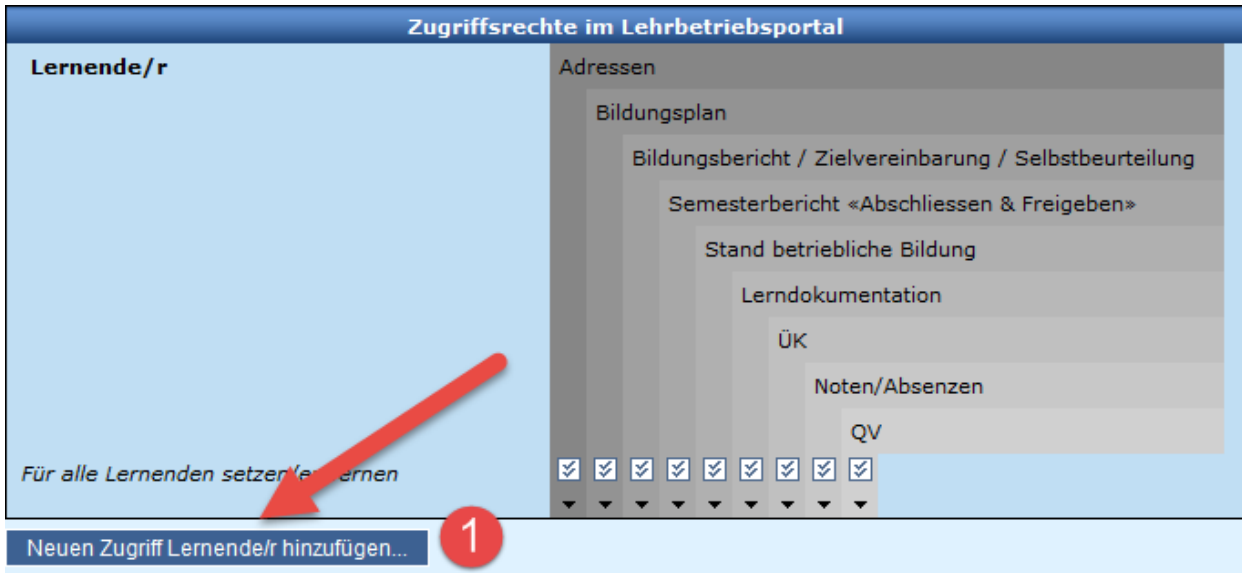 Zugriffsrechte im Lehrbetriebsportal
Lernende/r
Adressen
Bildungsplan
Bildungsbericht / Zielvereinbarung / Selbstbeurteilung
Semesterbericht «Abschliessen & Freigeben»
Stand betriebliche Bildung
Lerndokumentation
ÜK
Noten/Absenzen
QV
Für alle Lernenden
Neuen Zugriff Lernende/r hinzufügen...
1